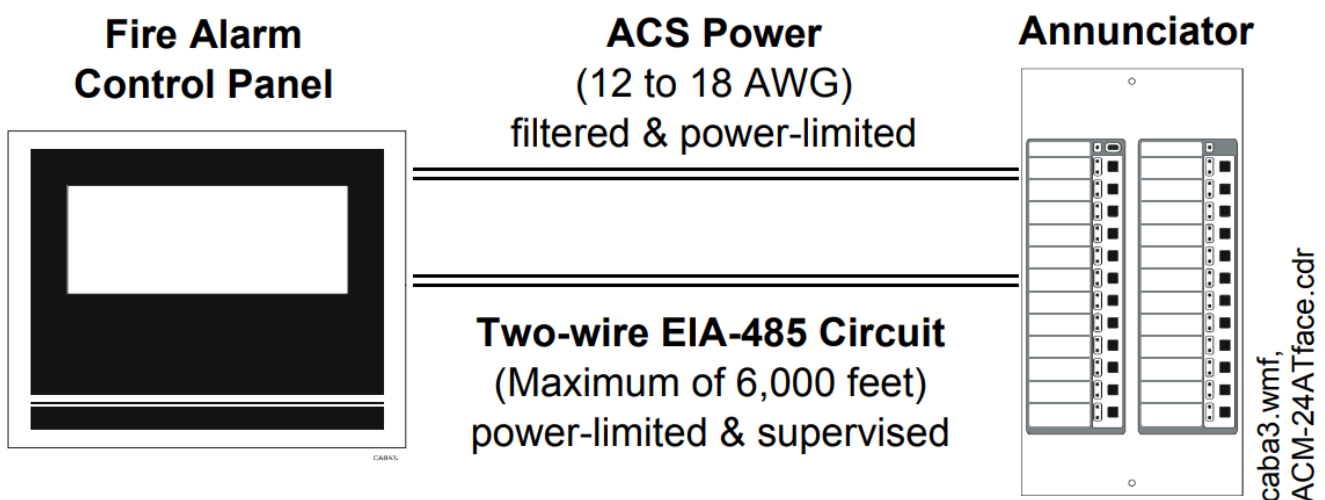 Fire Alarm
Control Panel
ACS Power
(12 to 18 AWG)
filtered & power-limited
Annunciator
Two-wire EIA-485 Circuit
(Maximum of 6,000 feet)
power-limited & supervised
CABA3.
caba3.wmf,
ACM-24ATface.cdr